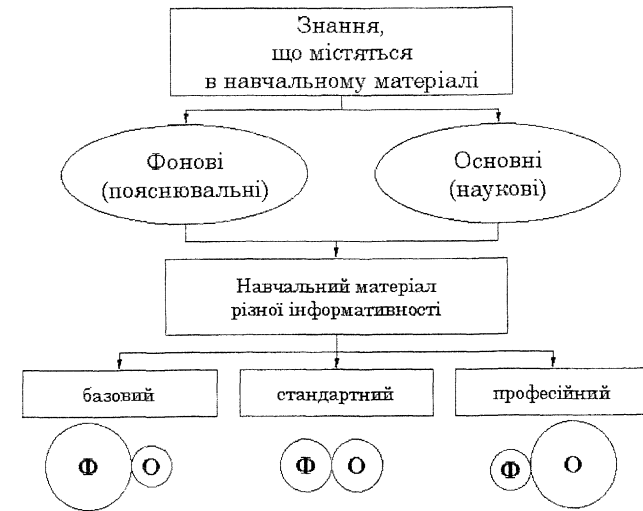 Знання,
що містяться
в навчальному матеріалі
Фонові
(пояснювальні)
Основні
(наукові)
Навчальний матеріал
різної інформативності
базовий
стандартний
професійний
Ф О
Ф О
Ф О